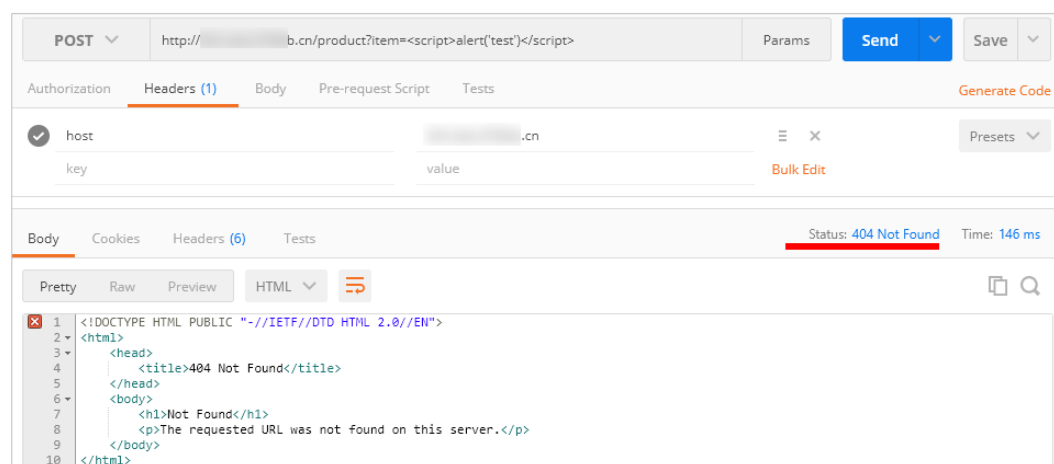 POST http:// b.cn/product?item=<script>alert('test'}</script> Params Send Save
Authorization Headers (1) Body Pre-request Script Tests Generate Code
host .cn Presets
key value Bulk Edit
Body Cookies Headers (6) Tests Status: 404 Not Found Time: 146 ms
Pretty Raw Preview HTML
1 <!DOCTYPE HTML PUBLIC "-//IETF//DTD HTML 2.0//EN">
2 <html>
3 <head>
4 <title>404 Not Found</title>
5 </head>
6 <body>
7 <h1>Not Found</h1>
8 <p>The requested URL was not found on this server.</p>
9 </body>
10 </html>